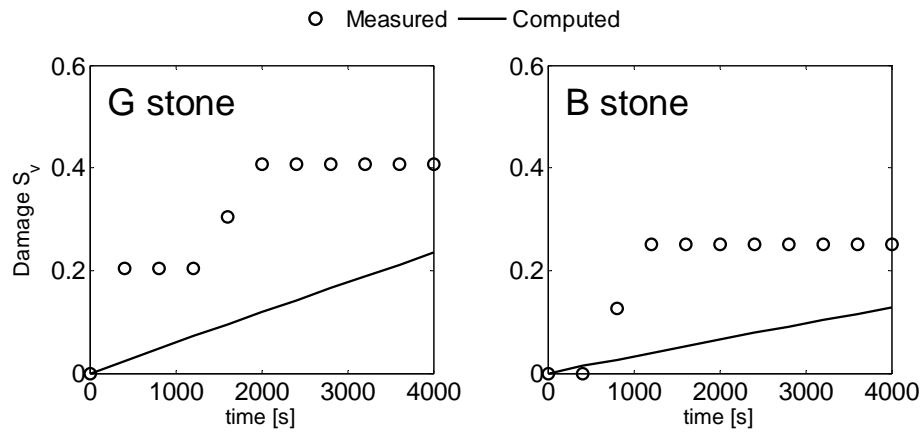 Measured Computed
0.6 0.6
G stone B stone
0.4 0.4
Damage S_v
0.2 0.2
0 0
0 1000 2000 3000 4000 0 1000 2000 3000 4000
time [s] time [s]